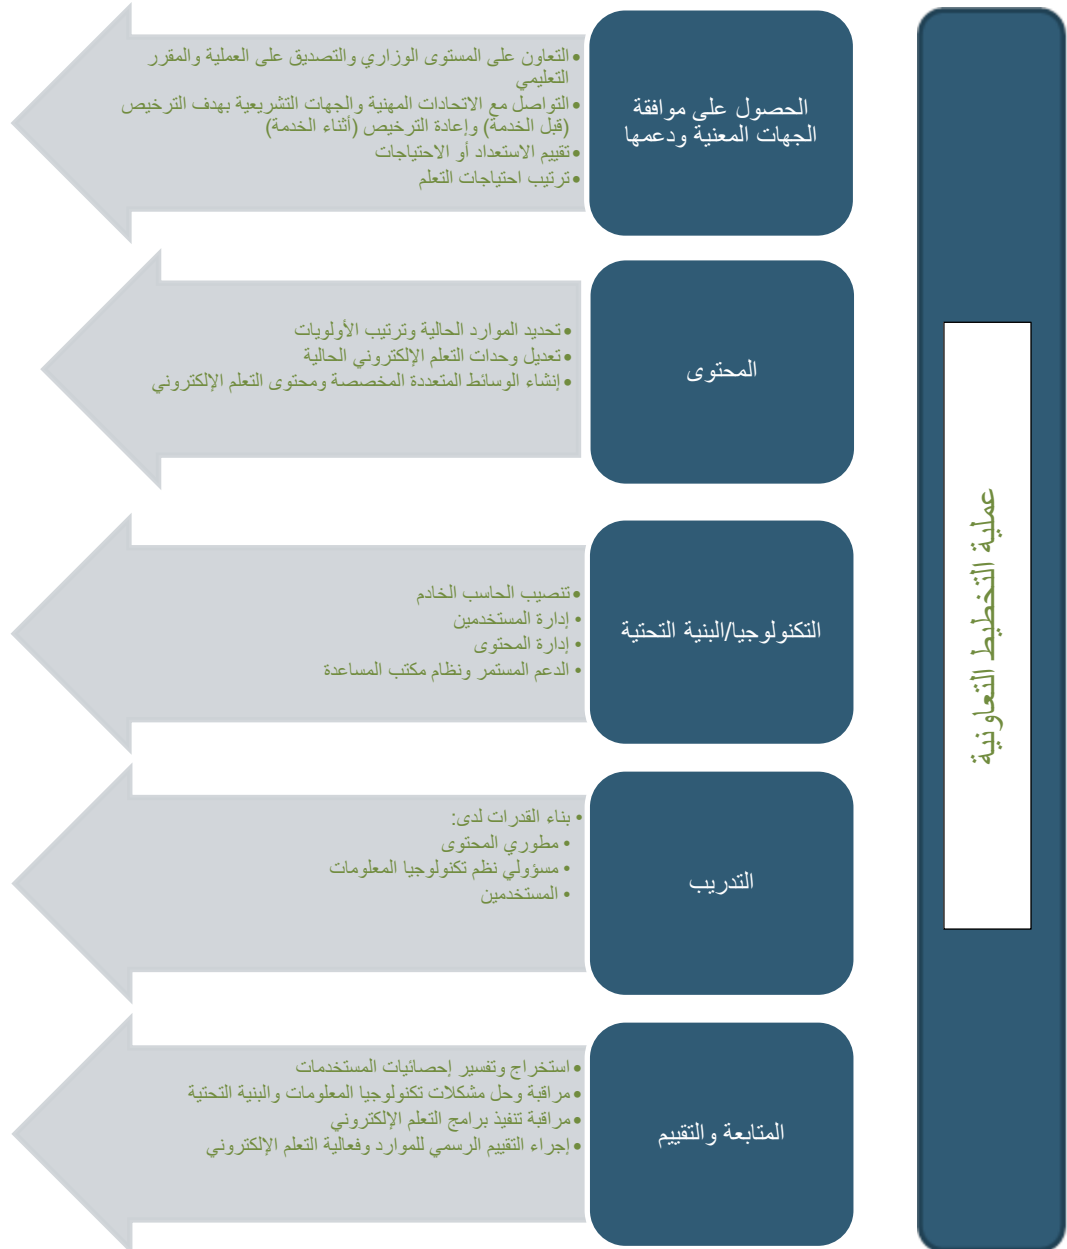 عملية التخطيط التعاونية
الحصول على موافقة
الجهات المعنية ودعمها
• التعاون على المستوى الوزاري والتصديق على العملية والمقرر
التعليمي
• التواصل مع الاتحادات المهنية والجهات التشريعية بهدف الترخيص
(قبل الخدمة) وإعادة الترخيص (أثناء الخدمة)
• تقييم الاستعداد أو الاحتياجات
• ترتيب احتياجات التعلم
المحتوى
• تحديد الموارد الحالية وترتيب الأولويات
• تعديل وحدات التعلم الإلكتروني الحالية
• إنشاء الوسائط المتعددة المخصصة ومحتوى التعلم الإلكتروني
التكنولوجيا/البنية التحتية
• تنصيب الحاسب الخادم
• إدارة المستخدمين
• إدارة المحتوى
• الدعم المستمر ونظام مكتب المساعدة
التدريب
• بناء القدرات لدى:
• مطوري المحتوى
• مسؤولي نظم تكنولوجيا المعلومات
• المستخدمين
المتابعة والتقييم
• استخراج وتفسير إحصائيات المستخدمات
• مراقبة وحل مشكلات تكنولوجيا المعلومات والبنية التحتية
• مراقبة تنفيذ برامج التعلم الإلكتروني
• إجراء التقييم الرسمي للموارد وفعالية التعلم الإلكتروني